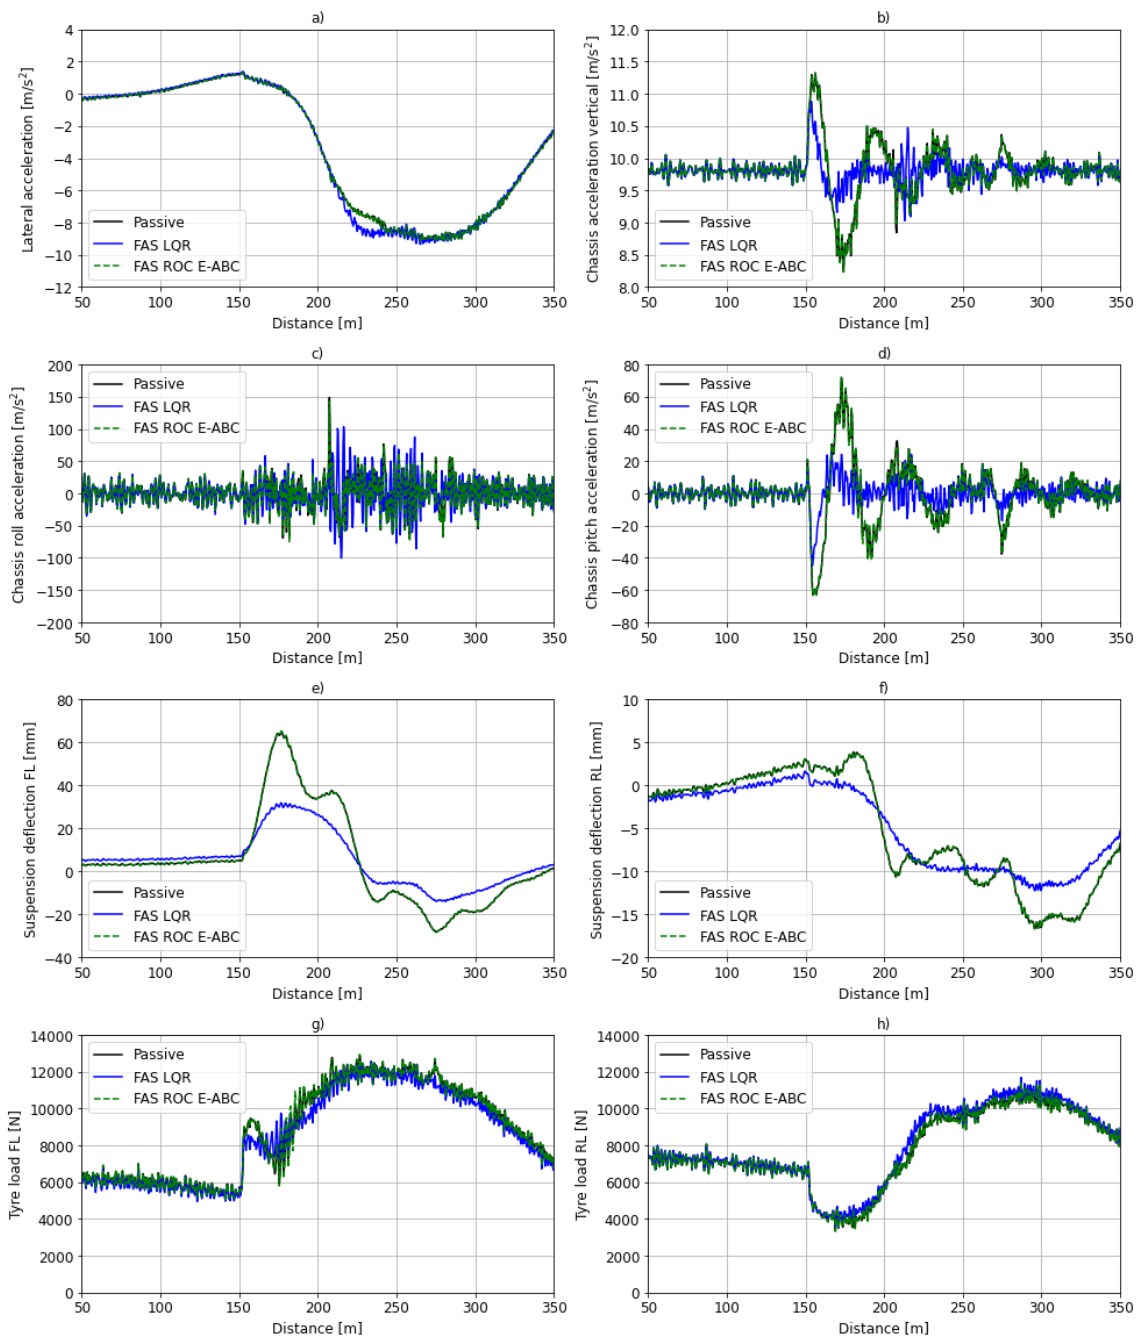 a)
Lateral acceleration [m/s²]
4
2
0
−2
−4
−6
−8
−10
−12
Passive
FAS LQR
FAS ROC E-ABC
50 100 150 200 250 300 350
Distance [m]
b)
Chassis acceleration vertical [m/s²]
12.0
11.5
11.0
10.5
10.0
9.5
9.0
8.5
8.0
Passive
FAS LQR
FAS ROC E-ABC
50 100 150 200 250 300 350
Distance [m]
c)
Chassis roll acceleration [m/s²]
200
150
100
50
0
−50
−100
−150
−200
Passive
FAS LQR
FAS ROC E-ABC
50 100 150 200 250 300 350
Distance [m]
d)
Chassis pitch acceleration [m/s²]
80
60
40
20
0
−20
−40
−60
−80
Passive
FAS LQR
FAS ROC E-ABC
50 100 150 200 250 300 350
Distance [m]
e)
Suspension deflection FL [mm]
80
60
40
20
0
−20
−40
Passive
FAS LQR
FAS ROC E-ABC
50 100 150 200 250 300 350
Distance [m]
f)
Suspension deflection RL [mm]
10
5
0
−5
−10
−15
−20
Passive
FAS LQR
FAS ROC E-ABC
50 100 150 200 250 300 350
Distance [m]
g)
Tyre load FL [N]
14000
12000
10000
8000
6000
4000
2000
0
Passive
FAS LQR
FAS ROC E-ABC
50 100 150 200 250 300 350
Distance [m]
h)
Tyre load RL [N]
14000
12000
10000
8000
6000
4000
2000
0
Passive
FAS LQR
FAS ROC E-ABC
50 100 150 200 250 300 350
Distance [m]